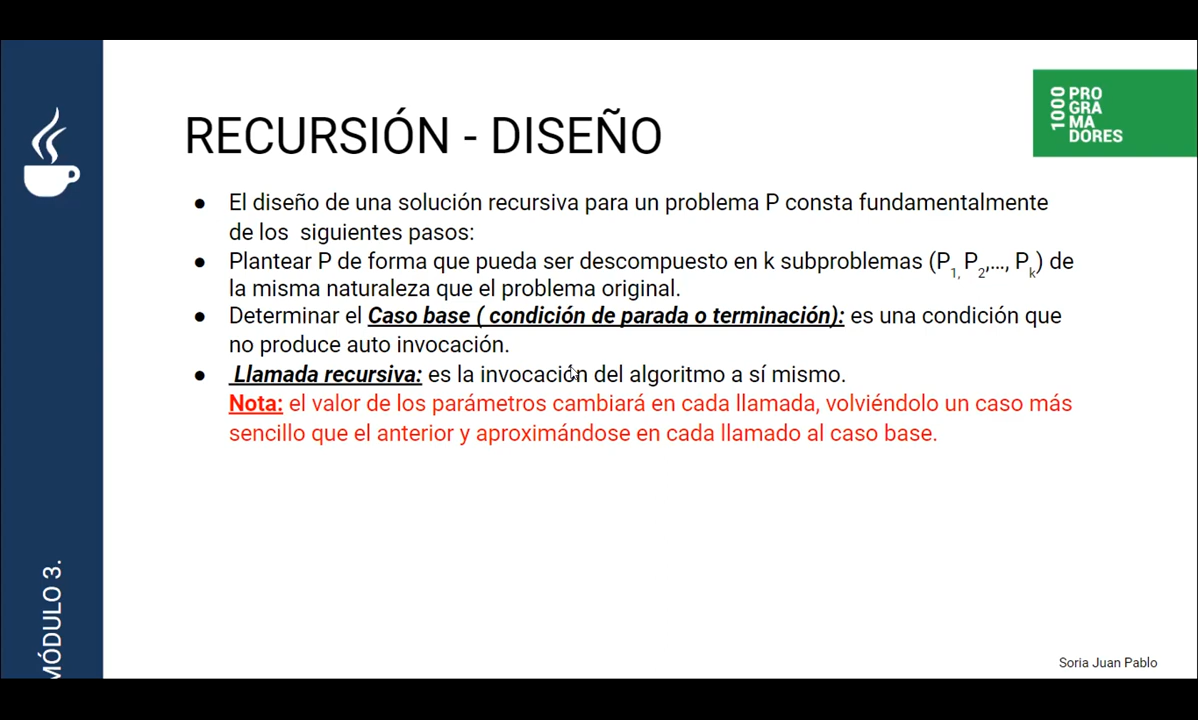 RECURSIÓN - DISEÑO
1000
PRO
GRA
MA
DORES
● El diseño de una solución recursiva para un problema P consta fundamentalmente
de los siguientes pasos:
● Plantear P de forma que pueda ser descompuesto en k subproblemas (P1, P2,..., Pk) de
la misma naturaleza que el problema original.
● Determinar el Caso base ( condición de parada o terminación): es una condición que
no produce auto invocación.
● Llamada recursiva: es la invocación del algoritmo a sí mismo.
Nota: el valor de los parámetros cambiará en cada llamada, volviéndolo un caso más
sencillo que el anterior y aproximándose en cada llamado al caso base.
MÓDULO 3.
Soria Juan Pablo